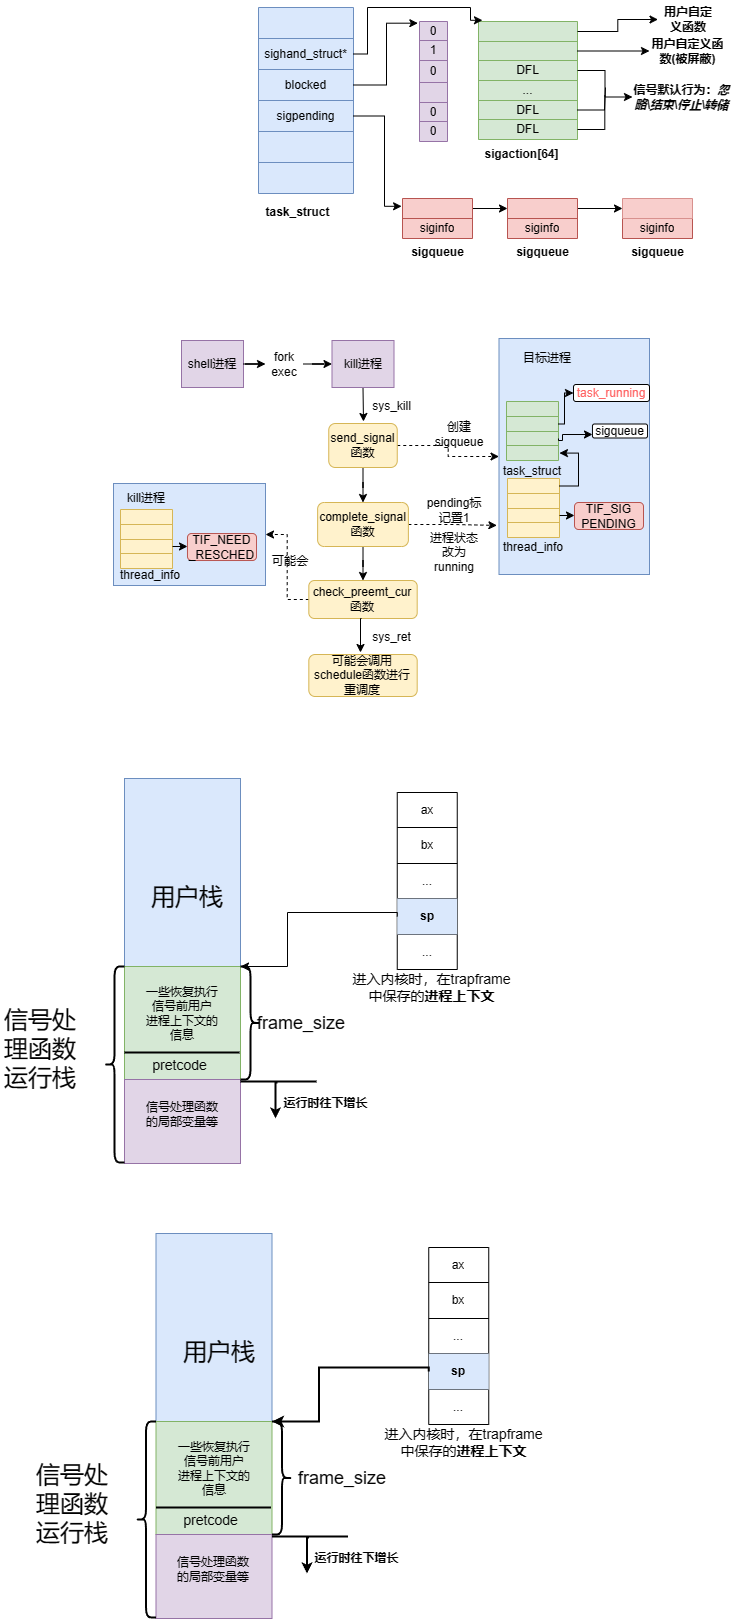 用户自定
义函数
sighand_struct*
0
1
用户自定义函
数(被屏蔽)
blocked
0
DFL
...
信号默认行为：忽
略\结束\停止\转储
sigpending
0
DFL
0
DFL
sigaction[64]
task_struct
siginfo
siginfo
siginfo
sigqueue
sigqueue
sigqueue
shell进程
fork
exec
kill进程
目标进程
sys_kill
task_running
创建
sigqueue
send_signal
函数
sigqueue
task_struct
kill进程
pending标
记置1
complete_signal
函数
TIF_SIG
PENDING
TIF_NEED
_RESCHED
进程状态
改为
running
thread_info
可能会
thread_info
check_preemt_cur
函数
sys_ret
可能会调用
schedule函数进行
重调度
ax
bx
...
sp
...
用户栈
进入内核时，在trapframe
中保存的进程上下文
一些恢复执行
信号前用户
进程上下文的
信息
frame_size
信号处
理函数
运行栈
pretcode
信号处理函数
的局部变量等
运行时往下增长
ax
bx
...
sp
...
用户栈
进入内核时，在trapframe
中保存的进程上下文
一些恢复执行
信号前用户
进程上下文的
信息
frame_size
信号处
理函数
运行栈
pretcode
信号处理函数
的局部变量等
运行时往下增长